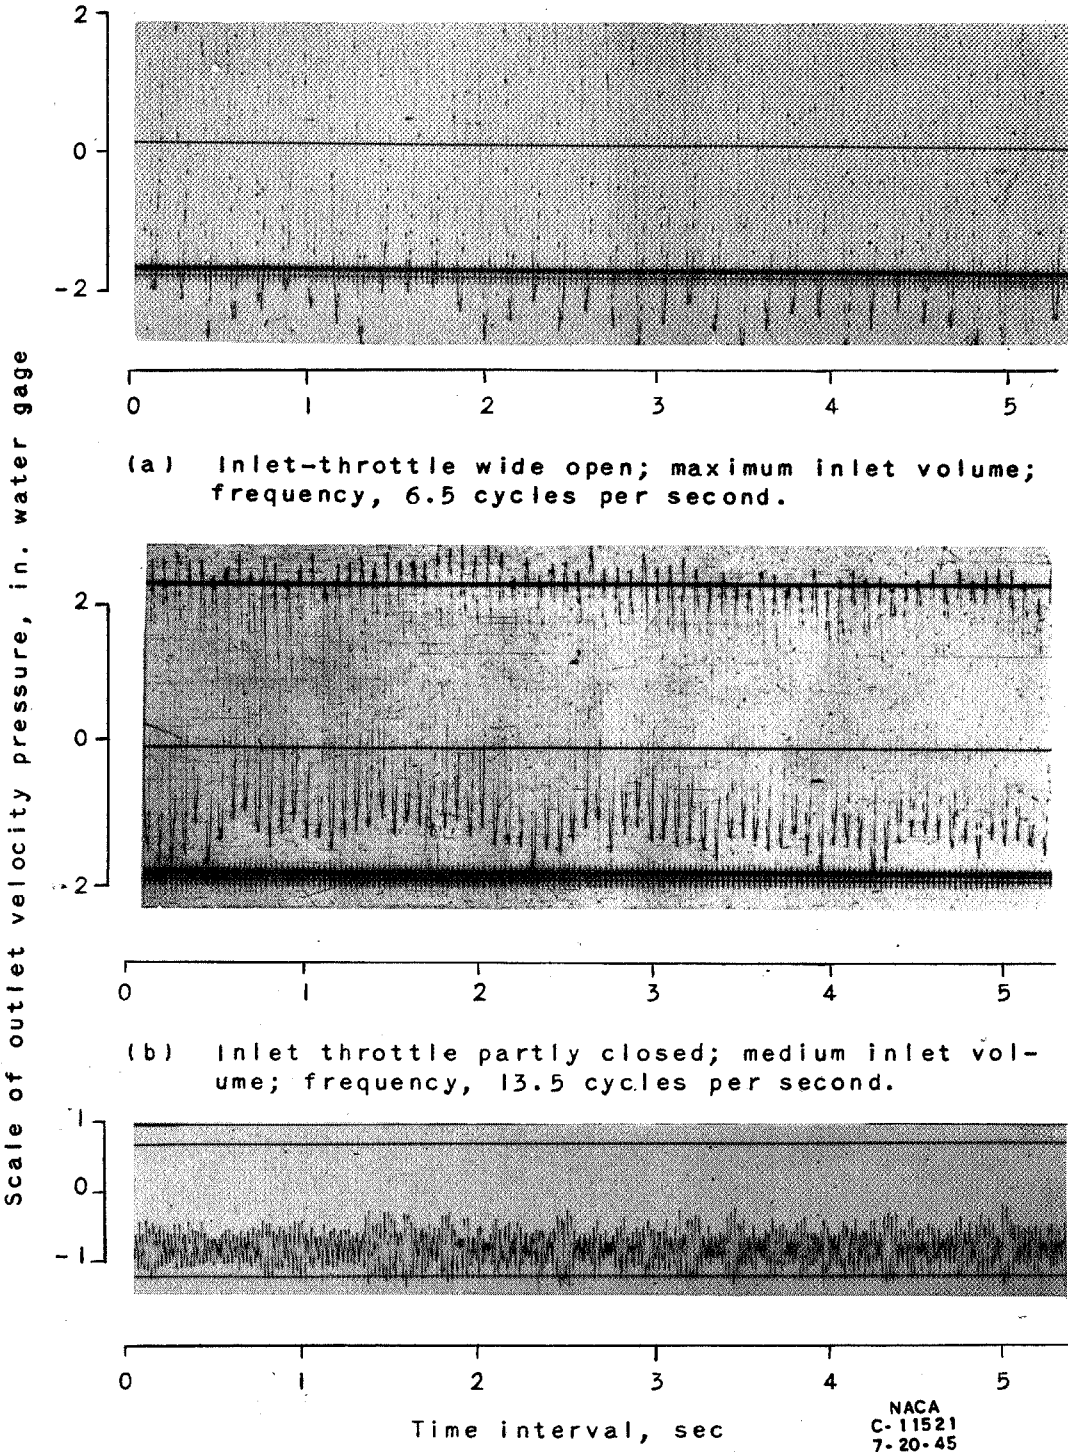 Scale of outlet velocity pressure, in. water gage
2
0
-2
0 1 2 3 4 5
(a) Inlet-throttle wide open; maximum inlet volume;
frequency, 6.5 cycles per second.
2
0
-2
0 1 2 3 4 5
(b) Inlet throttle partly closed; medium inlet vol-
ume; frequency, 13.5 cycles per second.
1
0
-1
0 1 2 3 4 5
Time interval, sec
NACA
C-11521
7-20-45